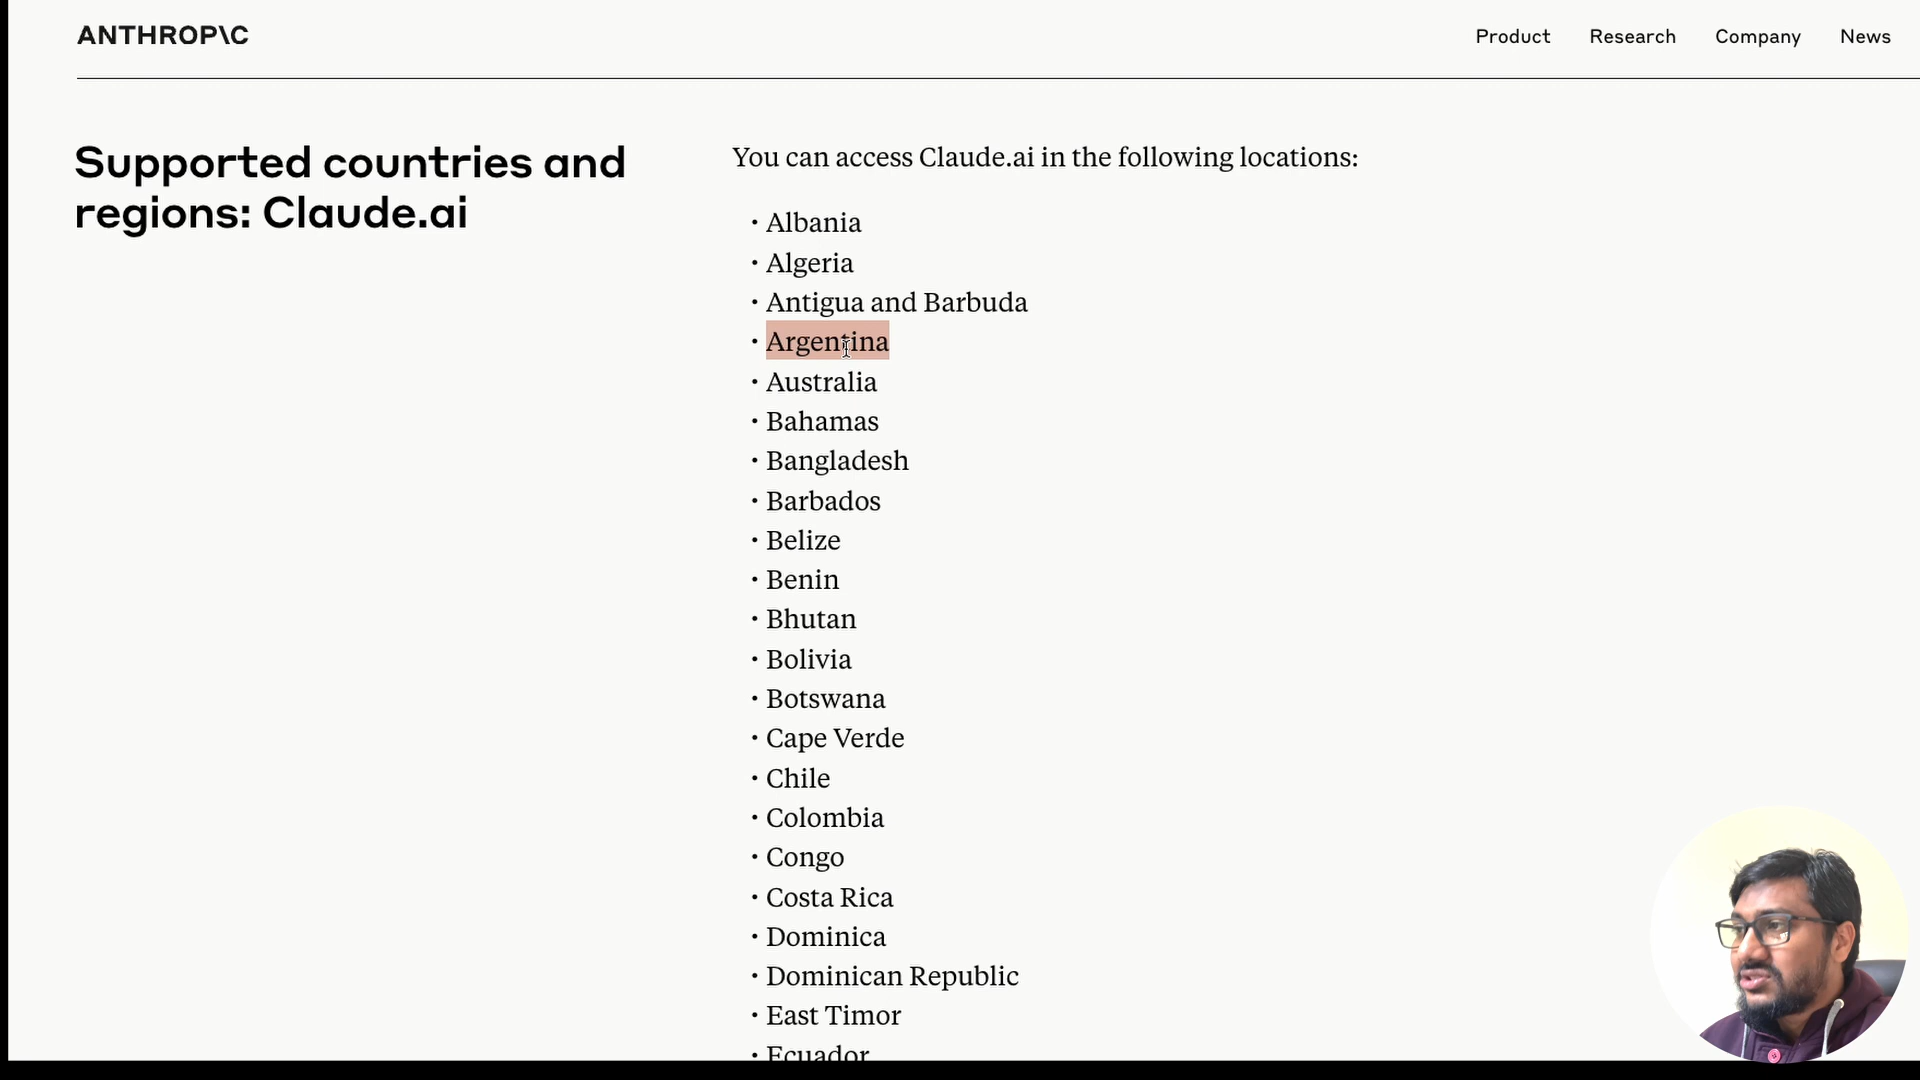 ANTHROP\C
Product Research Company News
Supported countries and
regions: Claude.ai
You can access Claude.ai in the following locations:
• Albania
• Algeria
• Antigua and Barbuda
• Argentina
• Australia
• Bahamas
• Bangladesh
• Barbados
• Belize
• Benin
• Bhutan
• Bolivia
• Botswana
• Cape Verde
• Chile
• Colombia
• Congo
• Costa Rica
• Dominica
• Dominican Republic
• East Timor
• Ecuador